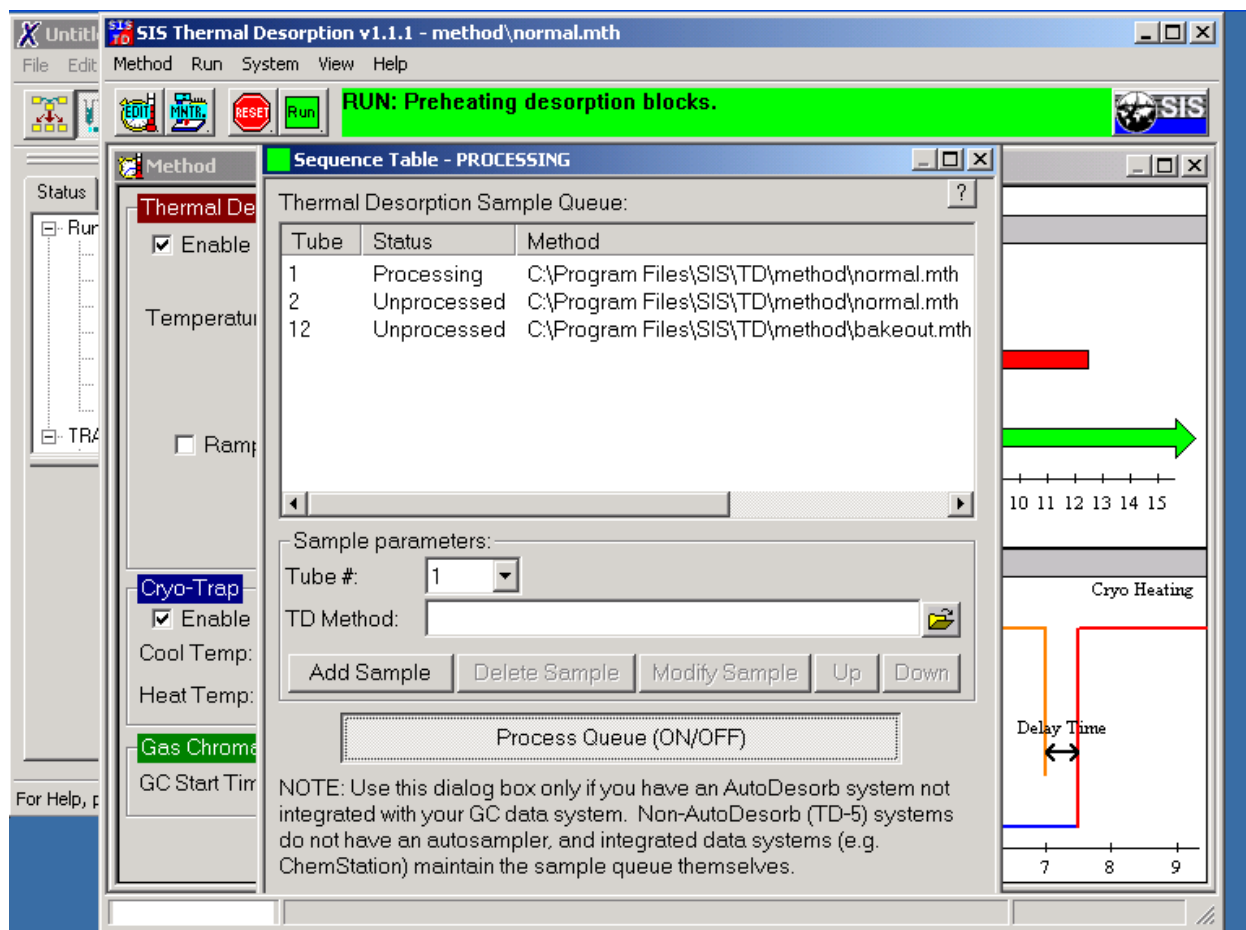 Untitl
File Edit
SIS Thermal Desorption v1.1.1 - method\normal.mth
Method Run System View Help
EDIT MNTR. RESET Run
RUN: Preheating desorption blocks.
SIS
Status
Run
TRA
For Help, p
Method
Thermal De
Enable
Temperatur
Ramp
Cryo-Trap
Enable
Cool Temp:
Heat Temp:
Gas Chroma
GC Start Tim
Sequence Table - PROCESSING
Thermal Desorption Sample Queue:
?
Tube Status Method
1 Processing C:\Program Files\SIS\TD\method\normal.mth
2 Unprocessed C:\Program Files\SIS\TD\method\normal.mth
12 Unprocessed C:\Program Files\SIS\TD\method\bakeout.mth
Sample parameters:
Tube #: 1
TD Method:
Add Sample Delete Sample Modify Sample Up Down
Process Queue (ON/OFF)
NOTE: Use this dialog box only if you have an AutoDesorb system not
integrated with your GC data system. Non-AutoDesorb (TD-5) systems
do not have an autosampler, and integrated data systems (e.g.
ChemStation) maintain the sample queue themselves.
10 11 12 13 14 15
Cryo Heating
Delay Time
7 8 9